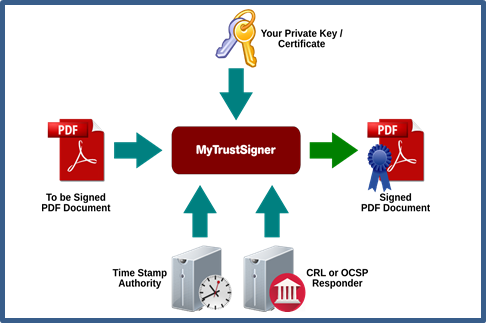 Your Private Key /
Certificate
PDF
To be Signed
PDF Document
MyTrustSigner
PDF
Signed
PDF Document
Time Stamp
Authority
CRL or OCSP
Responder